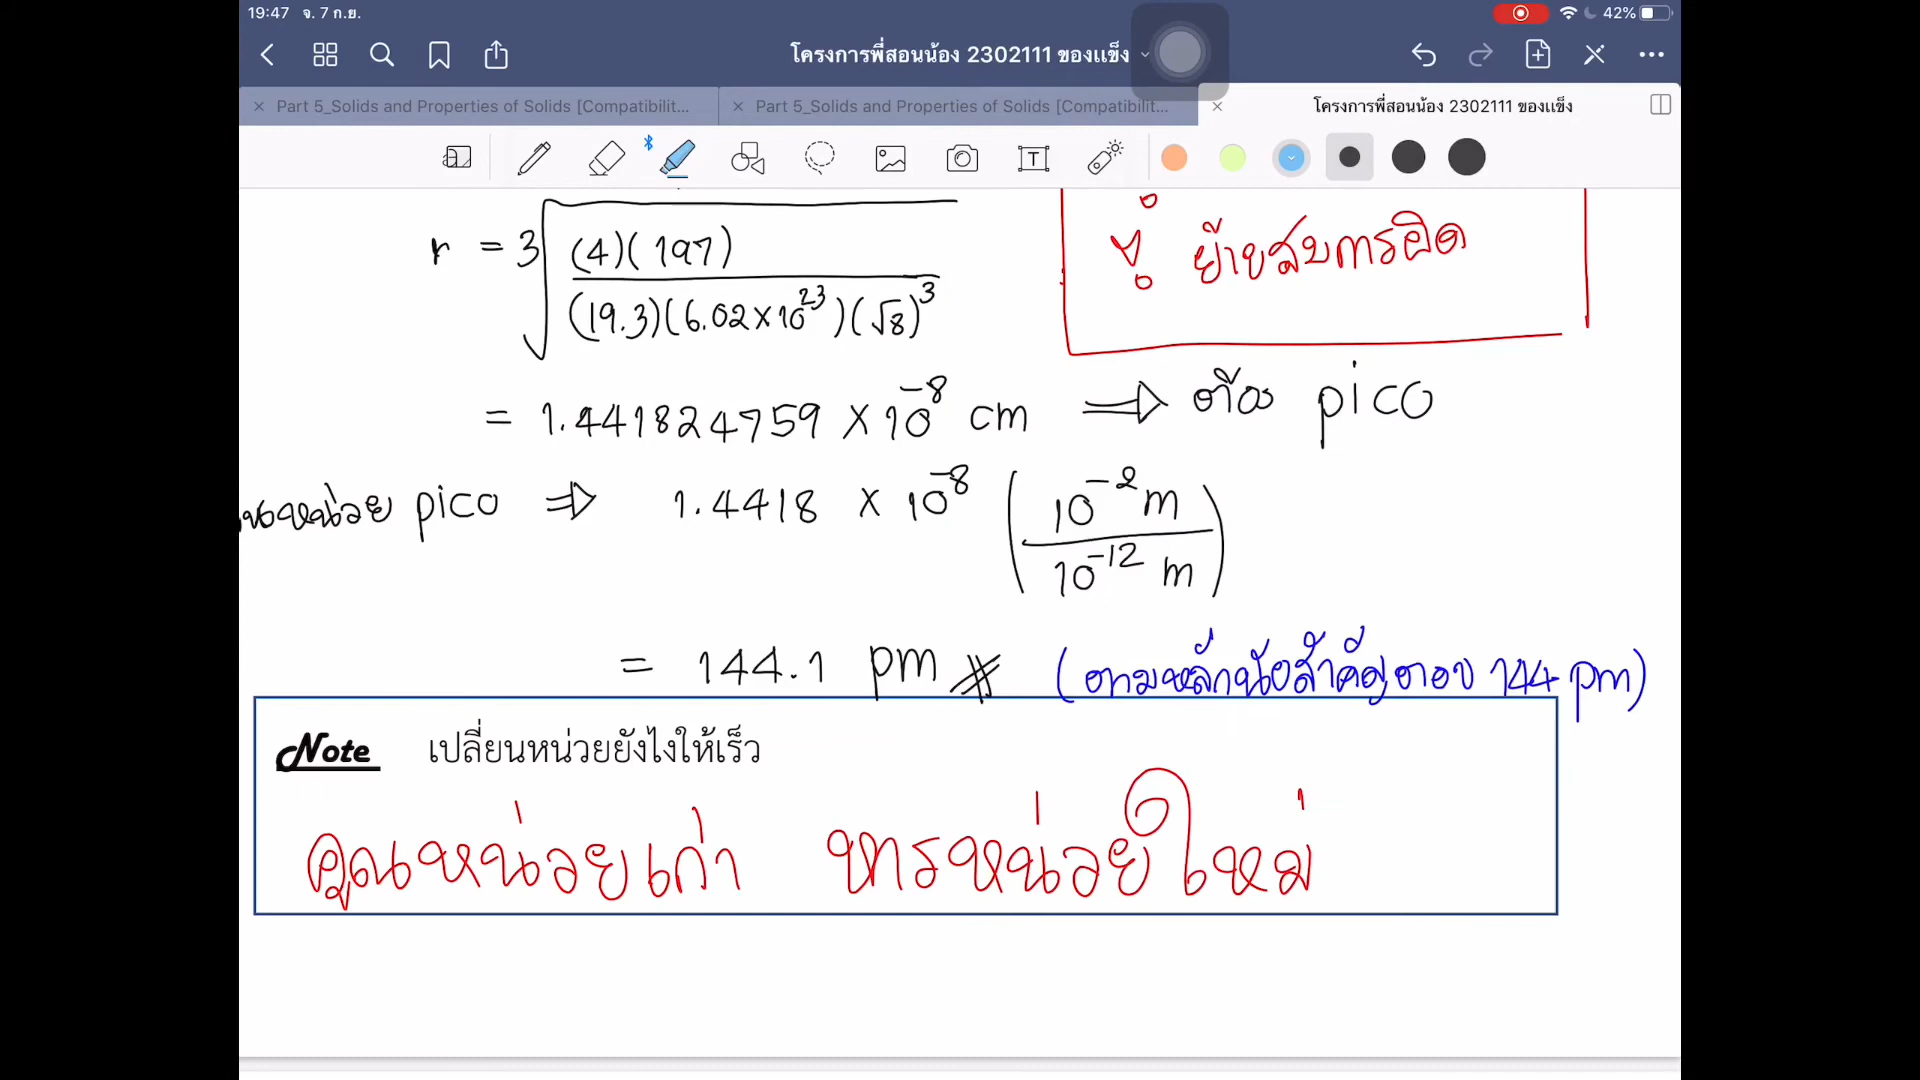 19:47 จ. 7 ก.ย. 42%
โครงการพี่สอนน้อง 2302111 ของแข็ง
Part 5_Solids and Properties of Solids [Compatibilit...
Part 5_Solids and Properties of Solids [Compatibilit...
โครงการพี่สอนน้อง 2302111 ของแข็ง
r = ∛((4)(197) / (19.3)(6.02×10²³)(√8)³)
ย้ายสมการผิด
= 1.441824759 × 10⁻⁸ cm ⇒ ติด pico
หน่วย pico ⇒ 1.4418 × 10⁻⁸ (10⁻² m / 10⁻¹² m)
= 144.1 pm # (ตามหลักนัยสำคัญตอบ 144 pm)
Note เปลี่ยนหน่วยยังไงให้เร็ว
คูณหน่วยเก่า หารหน่วยใหม่